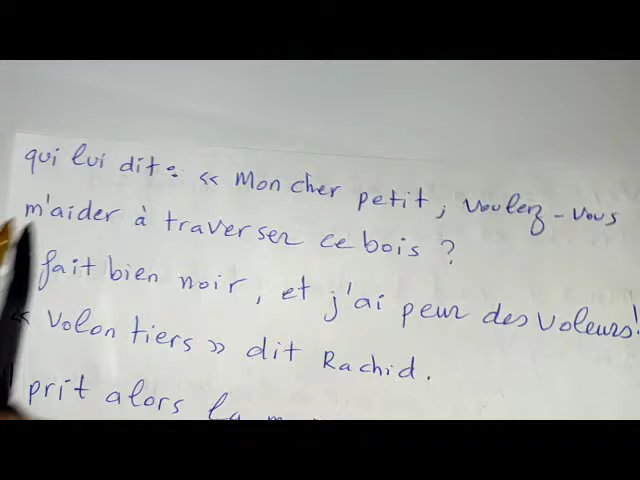 qui lui dit : « Mon cher petit, voulez-vous
m'aider à traverser ce bois ?
fait bien noir, et j'ai peur des voleurs!
« Volontiers » dit Rachid.
prit alors la